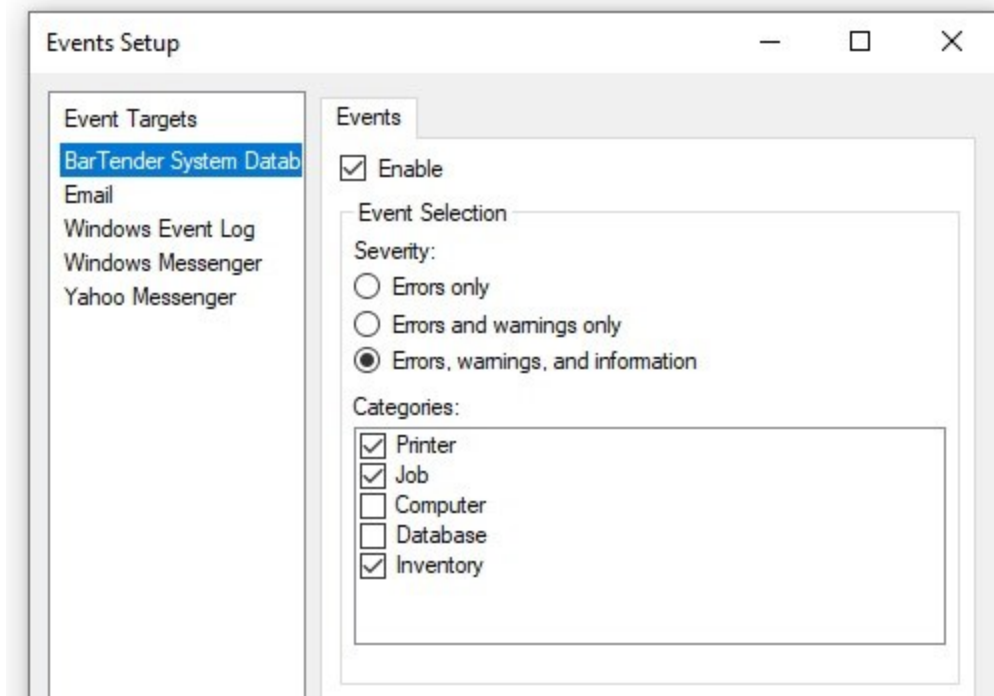 Events Setup
Event Targets
BarTender System Datab
Email
Windows Event Log
Windows Messenger
Yahoo Messenger
Events
Enable
Event Selection
Severity:
Errors only
Errors and warnings only
Errors, warnings, and information
Categories:
Printer
Job
Computer
Database
Inventory